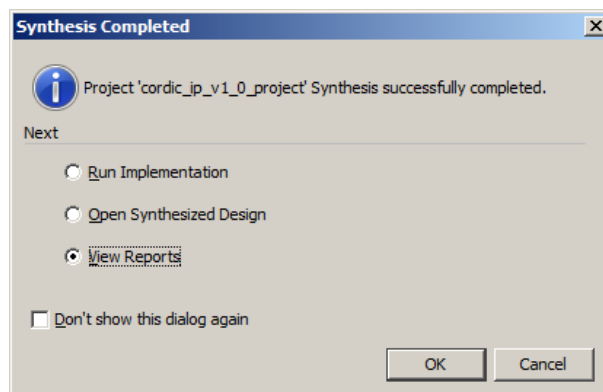 Synthesis Completed
Project 'cordic_ip_v1_0_project' Synthesis successfully completed.
Next
Run Implementation
Open Synthesized Design
View Reports
Don't show this dialog again
OK
Cancel